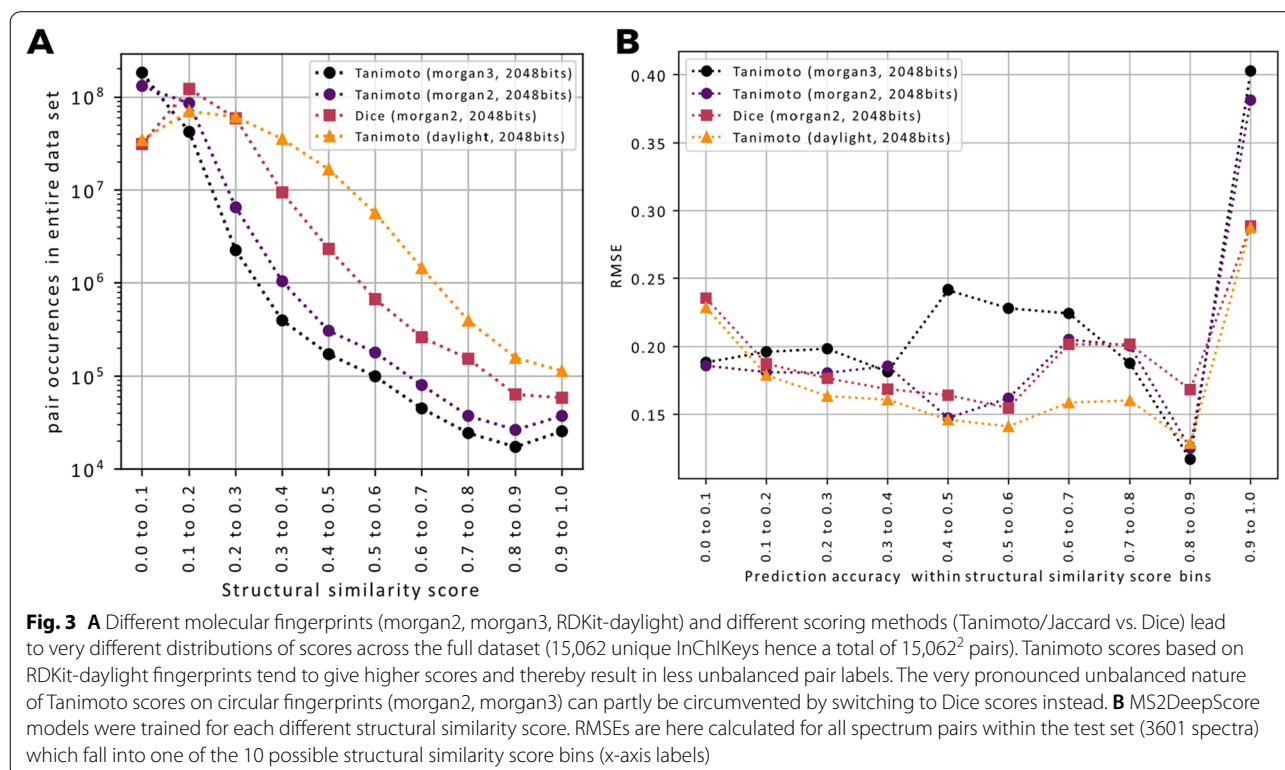 A
pair occurences in entire data set
10⁸
10⁷
10⁶
10⁵
10⁴
Tanimoto (morgan3, 2048bits)
Tanimoto (morgan2, 2048bits)
Dice (morgan2, 2048bits)
Tanimoto (daylight, 2048bits)
0.0 to 0.1
0.1 to 0.2
0.2 to 0.3
0.3 to 0.4
0.4 to 0.5
0.5 to 0.6
0.6 to 0.7
0.7 to 0.8
0.8 to 0.9
0.9 to 1.0
Structural similarity score
B
RMSE
0.40
0.35
0.30
0.25
0.20
0.15
Tanimoto (morgan3, 2048bits)
Tanimoto (morgan2, 2048bits)
Dice (morgan2, 2048bits)
Tanimoto (daylight, 2048bits)
0.0 to 0.1
0.1 to 0.2
0.2 to 0.3
0.3 to 0.4
0.4 to 0.5
0.5 to 0.6
0.6 to 0.7
0.7 to 0.8
0.8 to 0.9
0.9 to 1.0
Prediction accuracy within structural similarity score bins
Fig. 3 A Different molecular fingerprints (morgan2, morgan3, RDKit-daylight) and different scoring methods (Tanimoto/Jaccard vs. Dice) lead
to very different distributions of scores across the full dataset (15,062 unique InChIKeys hence a total of 15,062² pairs). Tanimoto scores based on
RDKit-daylight fingerprints tend to give higher scores and thereby result in less unbalanced pair labels. The very pronounced unbalanced nature
of Tanimoto scores on circular fingerprints (morgan2, morgan3) can partly be circumvented by switching to Dice scores instead. B MS2DeepScore
models were trained for each different structural similarity score. RMSEs are here calculated for all spectrum pairs within the test set (3601 spectra)
which fall into one of the 10 possible structural similarity score bins (x-axis labels)